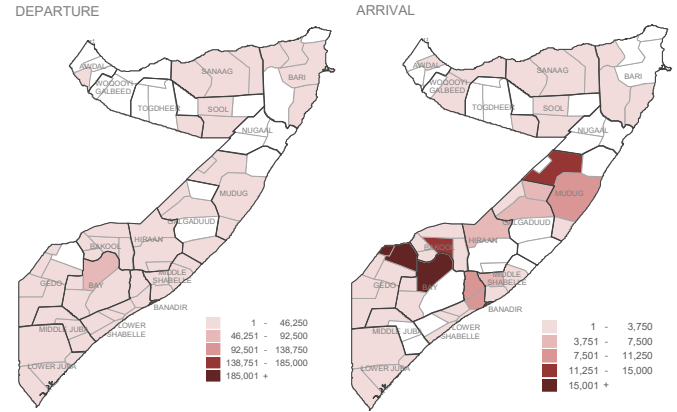 DEPARTURE
AWDAL
WOQOOYI
GALBEED
TOGDHEER
SANAAG
SOOL
BARI
NUGAAL
MUDUG
GALGADUUD
HIRAAN
BAKOOL
GEDO
BAY
MIDDLE
SHABELLE
BANADIR
LOWER
SHABELLE
MIDDLE JUBA
LOWER JUBA
1 - 46,250
46,251 - 92,500
92,501 - 138,750
138,751 - 185,000
185,001 +
ARRIVAL
AWDAL
WOQOOYI
GALBEED
TOGDHEER
SANAAG
SOOL
BARI
NUGAAL
MUDUG
GALGADUUD
HIRAAN
BAKOOL
GEDO
BAY
MIDDLE
SHABELLE
BANADIR
LOWER
SHABELLE
MIDDLE JUBA
LOWER JUBA
1 - 3,750
3,751 - 7,500
7,501 - 11,250
11,251 - 15,000
15,001 +